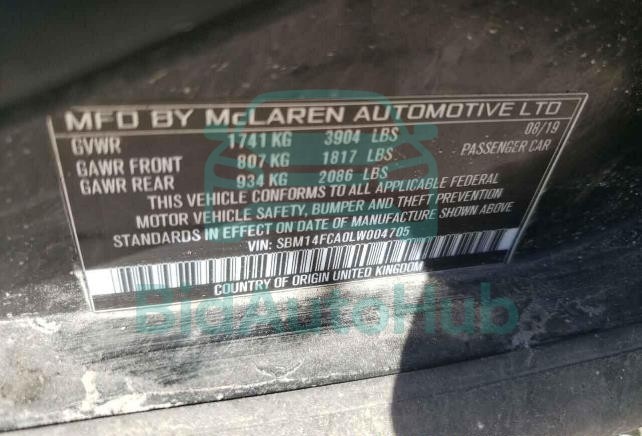 MFD BY McLAREN AUTOMOTIVE LTD
08/19
GVWR 1741 KG 3904 LBS
GAWR FRONT 807 KG 1817 LBS PASSENGER CAR
GAWR REAR 934 KG 2086 LBS
THIS VEHICLE CONFORMS TO ALL APPLICABLE FEDERAL
MOTOR VEHICLE SAFETY, BUMPER AND THEFT PREVENTION
STANDARDS IN EFFECT ON DATE OF MANUFACTURE SHOWN ABOVE
VIN: SBM14FCA0LW004705
COUNTRY OF ORIGIN UNITED KINGDOM
BidAutoHub